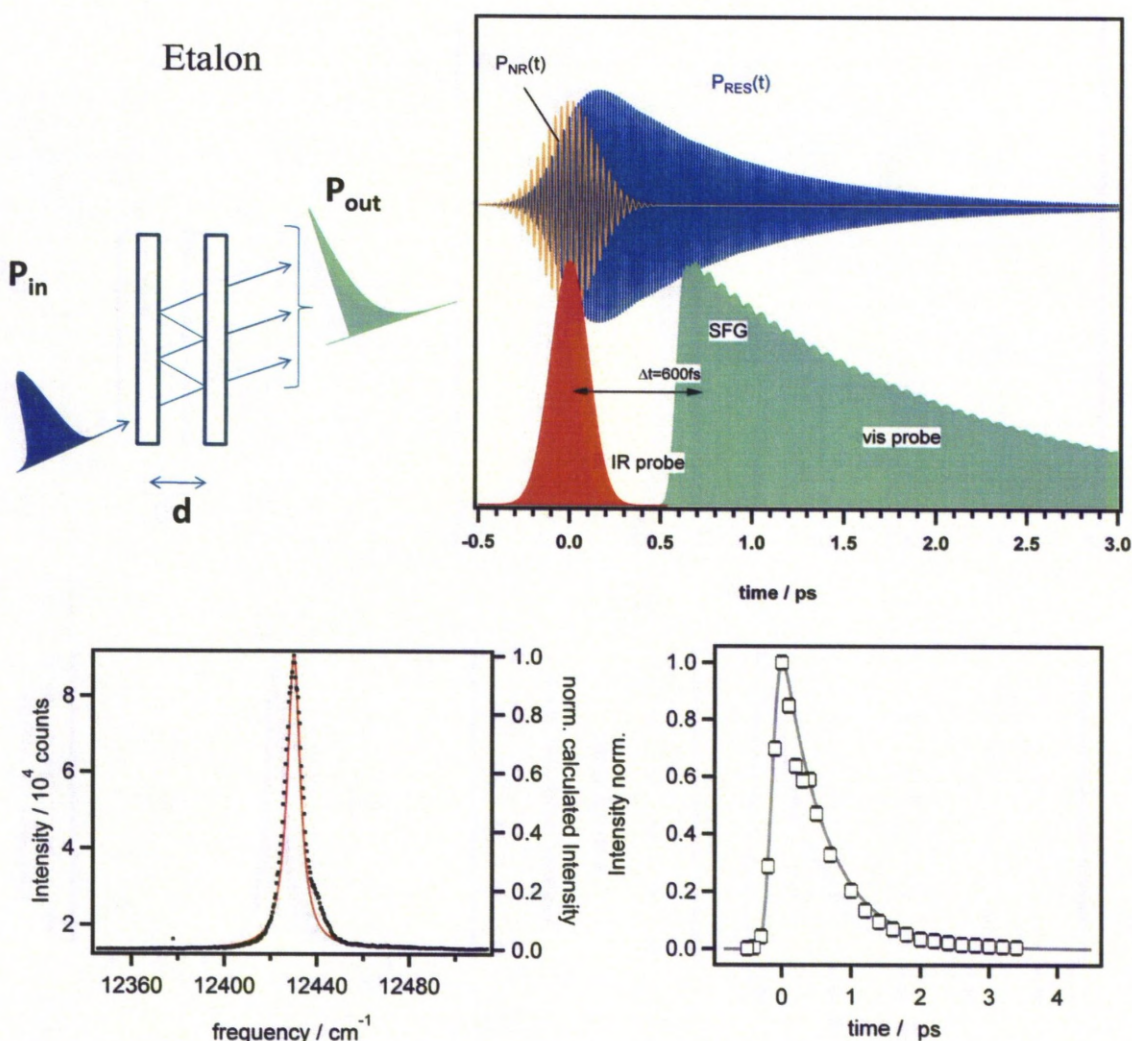 Etalon
P_in
P_out
d
P_NR(t)
P_RES(t)
SFG
Δt=600fs
IR probe
vis probe
-0.5 0.0 0.5 1.0 1.5 2.0 2.5 3.0
time / ps
Intensity / 10^4 counts
8
6
4
2
1.0
0.8
0.6
0.4
0.2
0.0
norm. calculated Intensity
12360 12400 12440 12480
frequency / cm^-1
Intensity norm.
1.0
0.8
0.6
0.4
0.2
0.0
0 1 2 3 4
time / ps